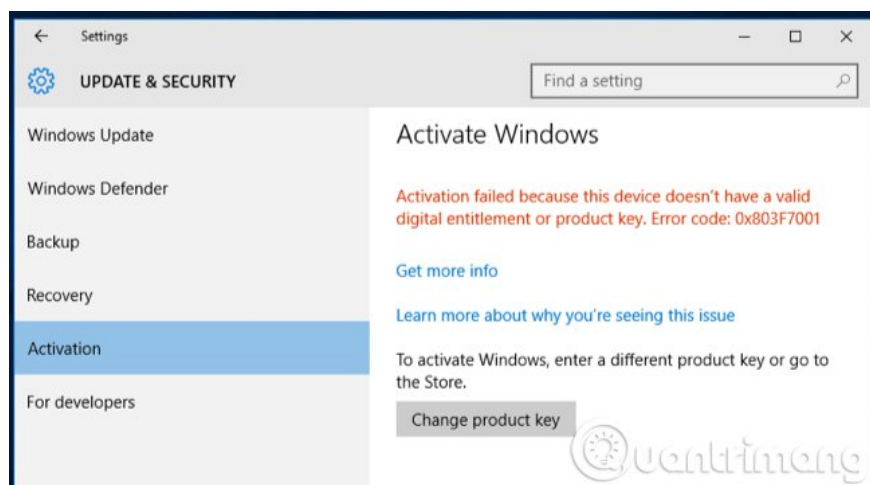 Settings
UPDATE & SECURITY
Find a setting
Windows Update
Windows Defender
Backup
Recovery
Activation
For developers
Activate Windows
Activation failed because this device doesn't have a valid
digital entitlement or product key. Error code: 0x803F7001
Get more info
Learn more about why you're seeing this issue
To activate Windows, enter a different product key or go to
the Store.
Change product key
Quantrimang